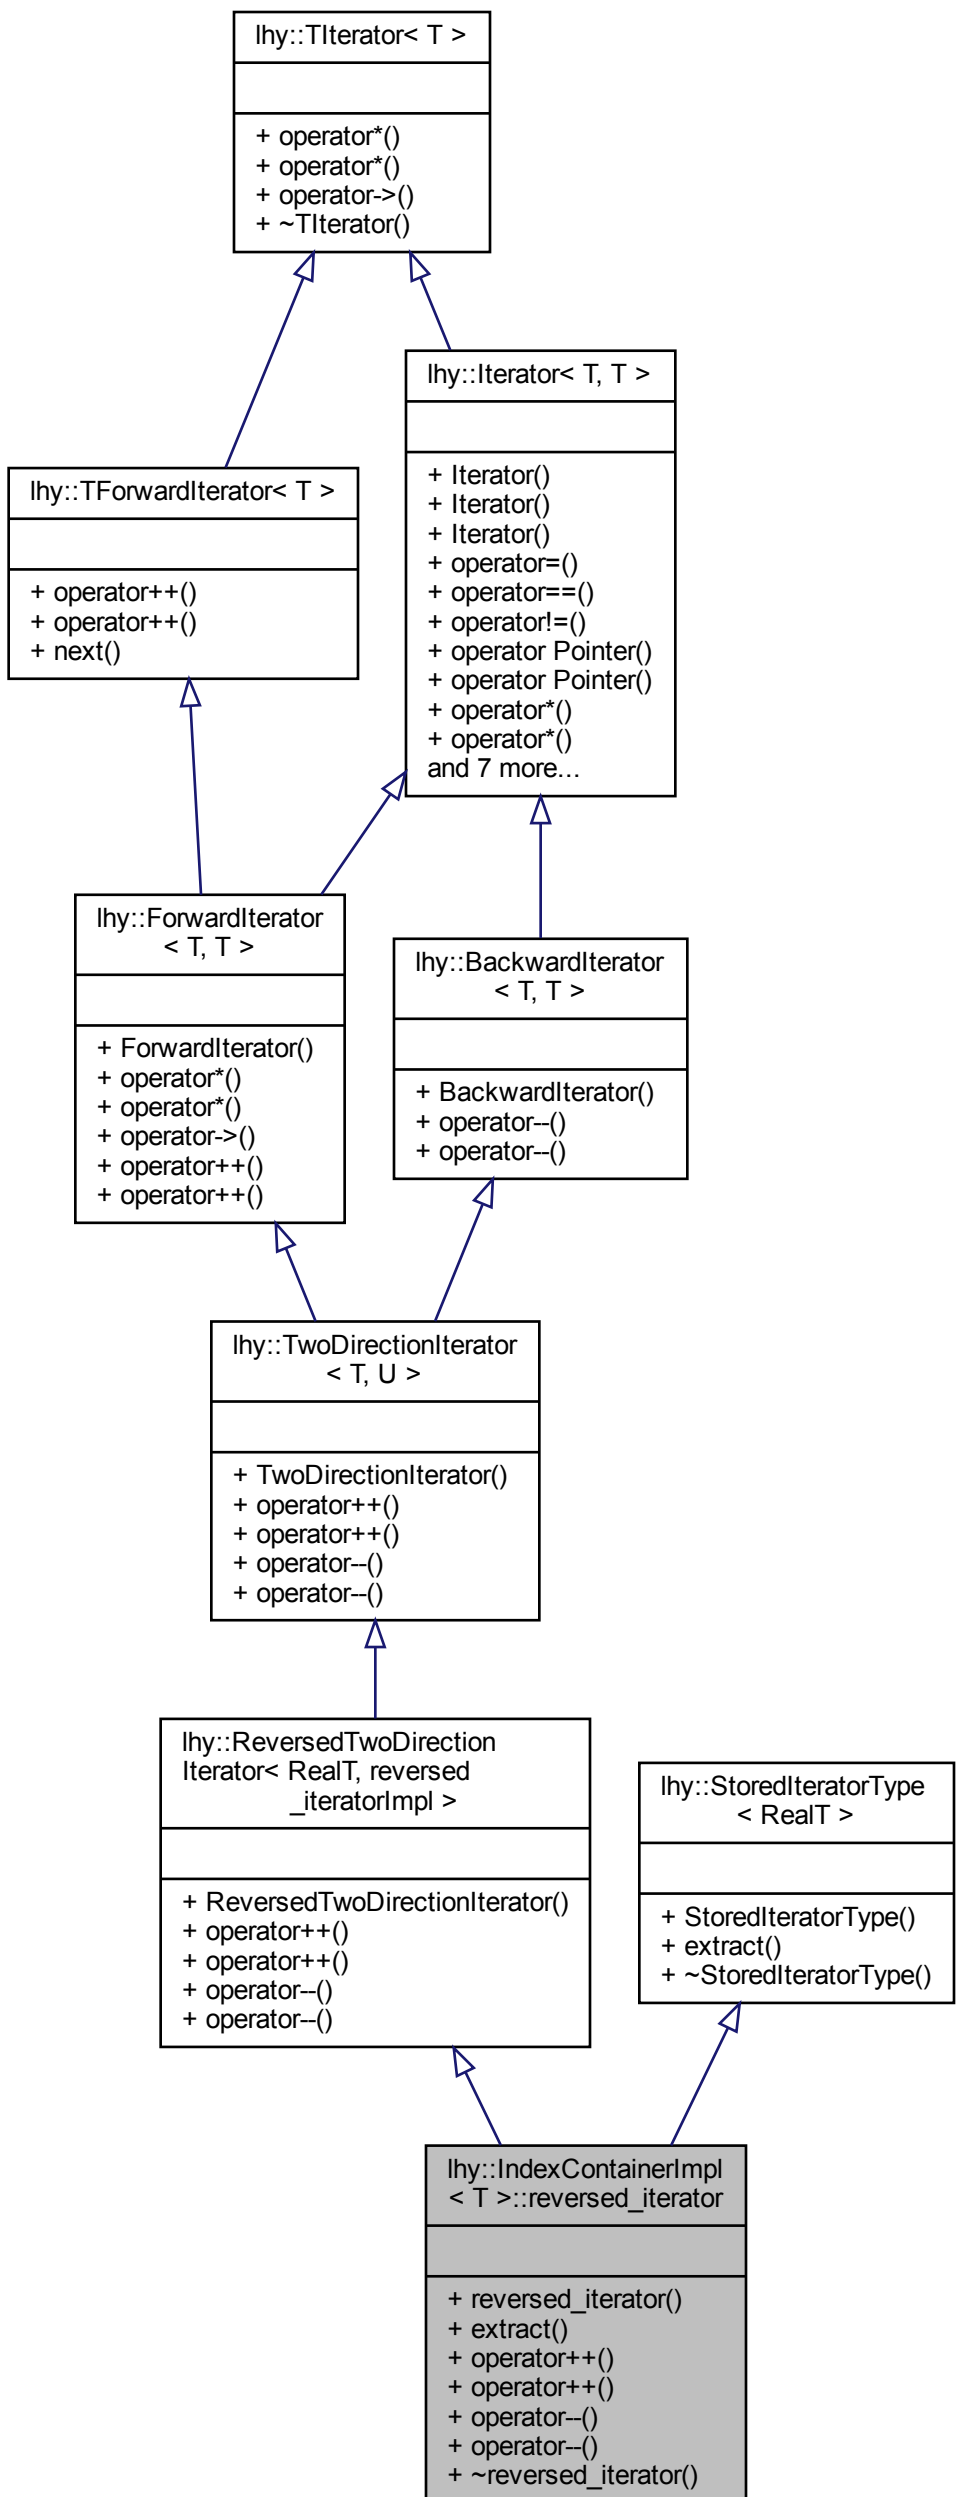 lhy::TIterator< T >
+ operator*()
+ operator*()
+ operator->()
+ ~TIterator()
lhy::Iterator< T, T >
+ Iterator()
+ Iterator()
+ Iterator()
+ operator=()
+ operator==()
+ operator!=()
+ operator Pointer()
+ operator Pointer()
+ operator*()
+ operator*()
and 7 more...
lhy::TForwardIterator< T >
+ operator++()
+ operator++()
+ next()
lhy::ForwardIterator
< T, T >
+ ForwardIterator()
+ operator*()
+ operator*()
+ operator->()
+ operator++()
+ operator++()
lhy::BackwardIterator
< T, T >
+ BackwardIterator()
+ operator--()
+ operator--()
lhy::TwoDirectionIterator
< T, U >
+ TwoDirectionIterator()
+ operator++()
+ operator++()
+ operator--()
+ operator--()
lhy::ReversedTwoDirection
Iterator< RealT, reversed
_iteratorImpl >
+ ReversedTwoDirectionIterator()
+ operator++()
+ operator++()
+ operator--()
+ operator--()
lhy::StoredIteratorType
< RealT >
+ StoredIteratorType()
+ extract()
+ ~StoredIteratorType()
lhy::IndexContainerImpl
< T >::reversed_iterator
+ reversed_iterator()
+ extract()
+ operator++()
+ operator++()
+ operator--()
+ operator--()
+ ~reversed_iterator()